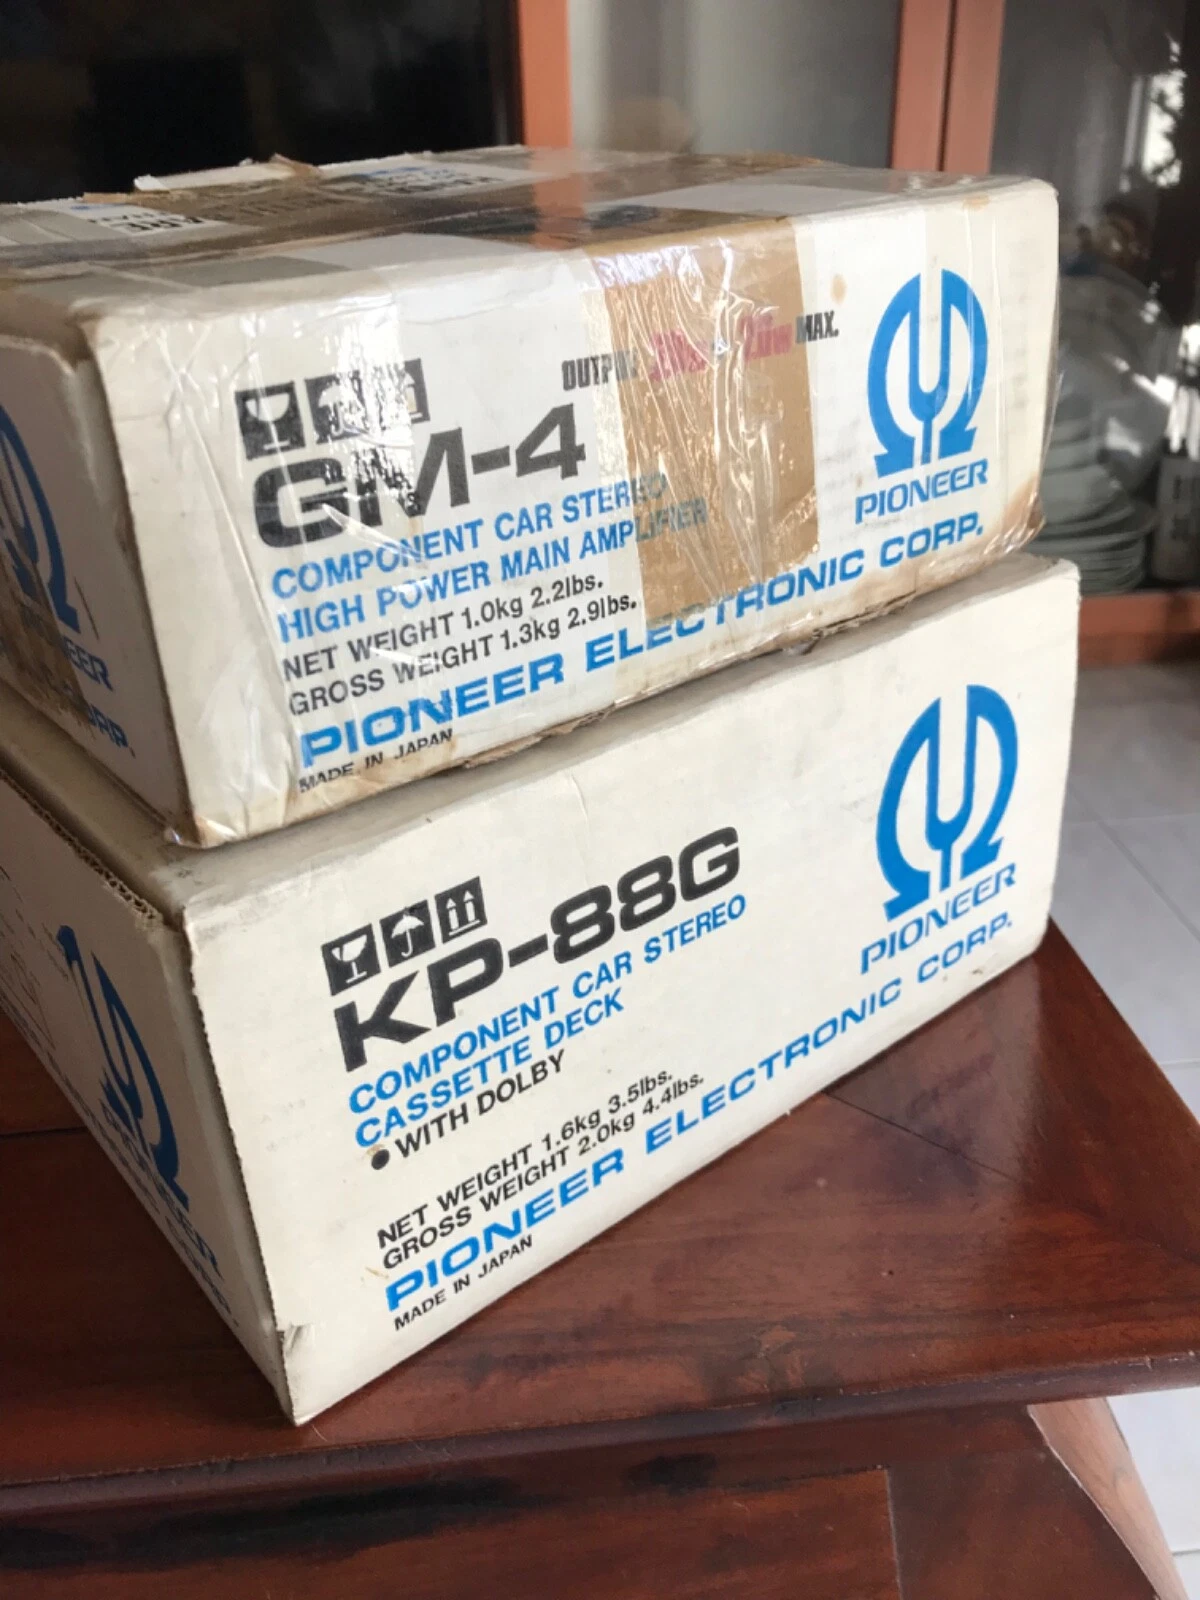 OUTPUT MAX.
GM-4
COMPONENT CAR STEREO
HIGH POWER MAIN AMPLIFIER
NET WEIGHT 1.0kg 2.2lbs.
GROSS WEIGHT 1.3kg 2.9lbs.
PIONEER ELECTRONIC CORP.
MADE IN JAPAN
PIONEER
KP-88G
COMPONENT CAR STEREO
CASSETTE DECK
•WITH DOLBY
NET WEIGHT 1.6kg 3.5lbs.
GROSS WEIGHT 2.0kg 4.4lbs.
PIONEER ELECTRONIC CORP.
MADE IN JAPAN
PIONEER
PIONEER
CORP.